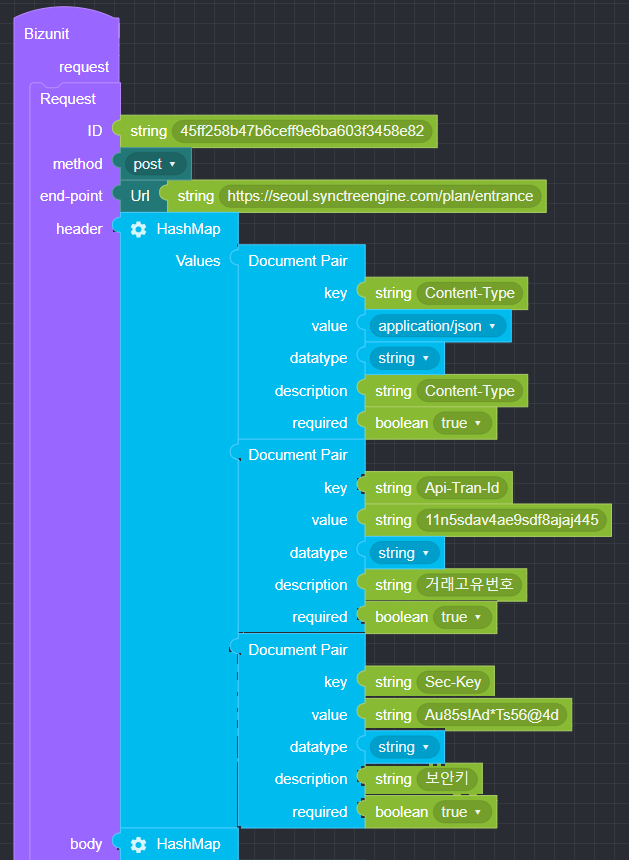 Bizunit
request
Request
ID string 45ff258b47b6ceff9e6ba603f3458e82
method post
end-point Url string https://seoul.synctreengine.com/plan/entrance
header HashMap
Values Document Pair
key string Content-Type
value application/json
datatype string
description string Content-Type
required boolean true
Document Pair
key string Api-Tran-Id
value string 11n5sdav4ae9sdf8ajaj445
datatype string
description string 거래고유번호
required boolean true
Document Pair
key string Sec-Key
value string Au85sIAd*Ts56@4d
datatype string
description string 보안키
required boolean true
body HashMap